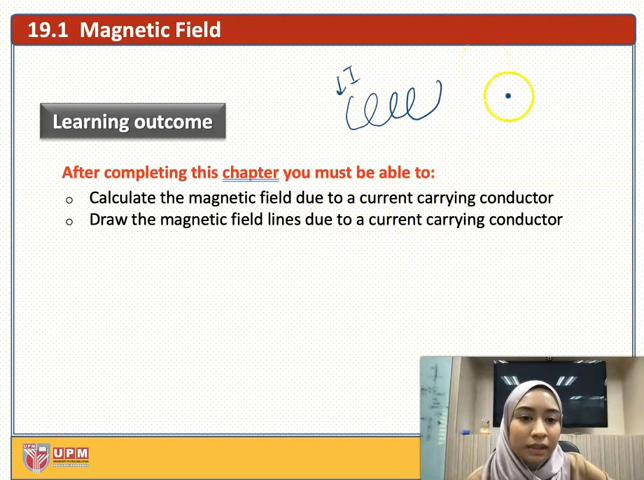 19.1 Magnetic Field
I
Learning outcome
After completing this chapter you must be able to:
Calculate the magnetic field due to a current carrying conductor
Draw the magnetic field lines due to a current carrying conductor
UPM
UPM